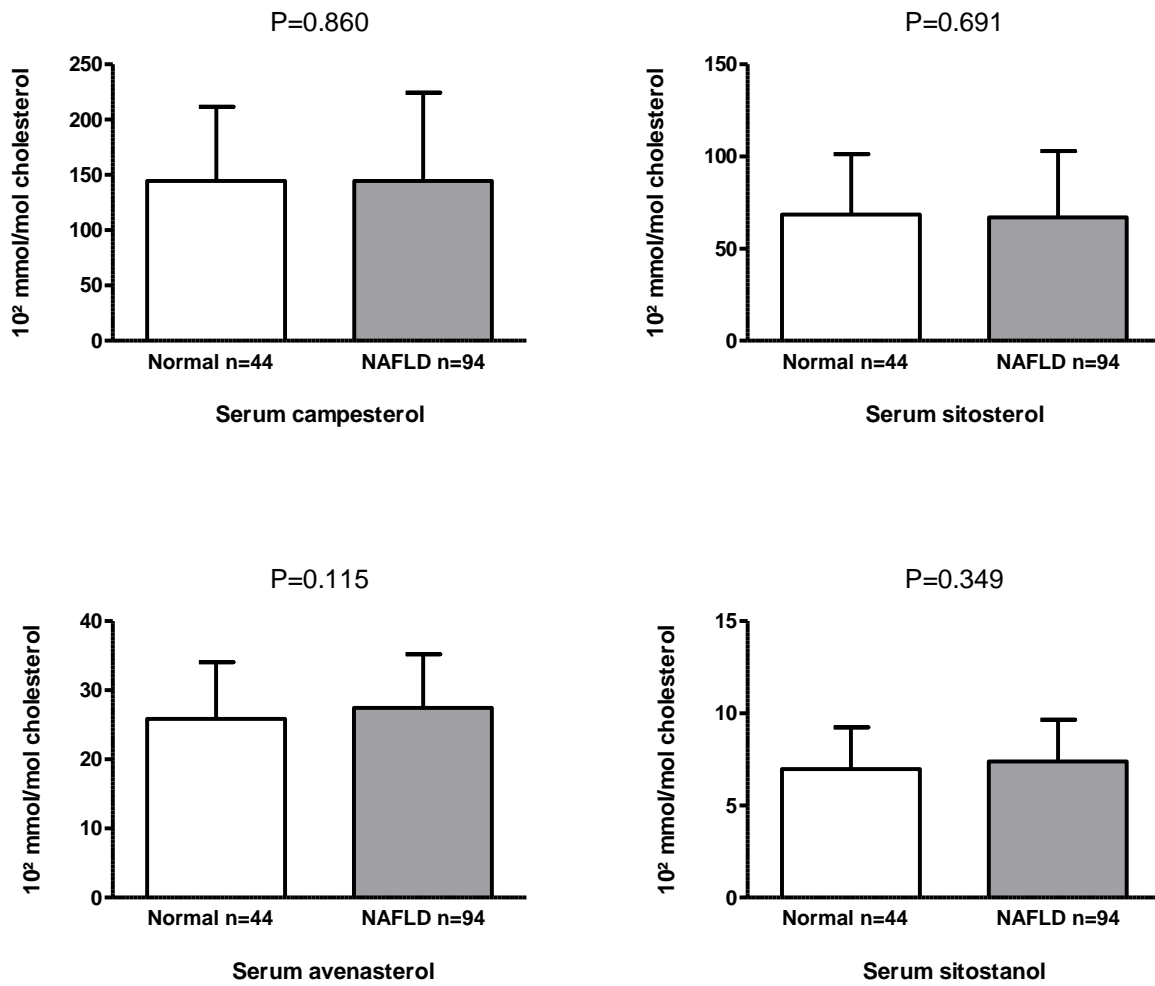 P=0.860
250
200
150
100
50
0
10² mmol/mol cholesterol
Normal n=44 NAFLD n=94
Serum campesterol
P=0.691
150
100
50
0
10² mmol/mol cholesterol
Normal n=44 NAFLD n=94
Serum sitosterol
P=0.115
40
30
20
10
0
10² mmol/mol cholesterol
Normal n=44 NAFLD n=94
Serum avenasterol
P=0.349
15
10
5
0
10² mmol/mol cholesterol
Normal n=44 NAFLD n=94
Serum sitostanol